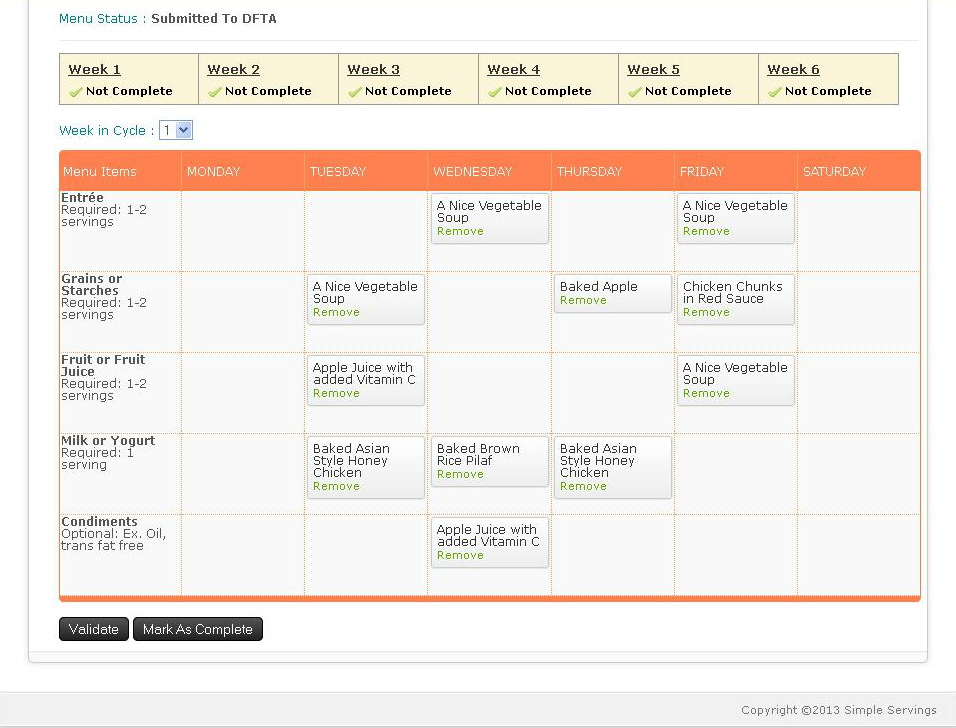 Menu Status : Submitted To DFTA
Week 1
Not Complete
Week 2
Not Complete
Week 3
Not Complete
Week 4
Not Complete
Week 5
Not Complete
Week 6
Not Complete
Week in Cycle : 1
Menu Items MONDAY TUESDAY WEDNESDAY THURSDAY FRIDAY SATURDAY
Entrée
Required: 1-2
servings
A Nice Vegetable
Soup
Remove
A Nice Vegetable
Soup
Remove
Grains or
Starches
Required: 1-2
servings
A Nice Vegetable
Soup
Remove
Baked Apple
Remove
Chicken Chunks
in Red Sauce
Remove
Fruit or Fruit
Juice
Required: 1-2
servings
Apple Juice with
added Vitamin C
Remove
A Nice Vegetable
Soup
Remove
Milk or Yogurt
Required: 1
serving
Baked Asian
Style Honey
Chicken
Remove
Baked Brown
Rice Pilaf
Remove
Baked Asian
Style Honey
Chicken
Remove
Condiments
Optional: Ex. Oil,
trans fat free
Apple Juice with
added Vitamin C
Remove
Validate Mark As Complete
Copyright ©2013 Simple Servings